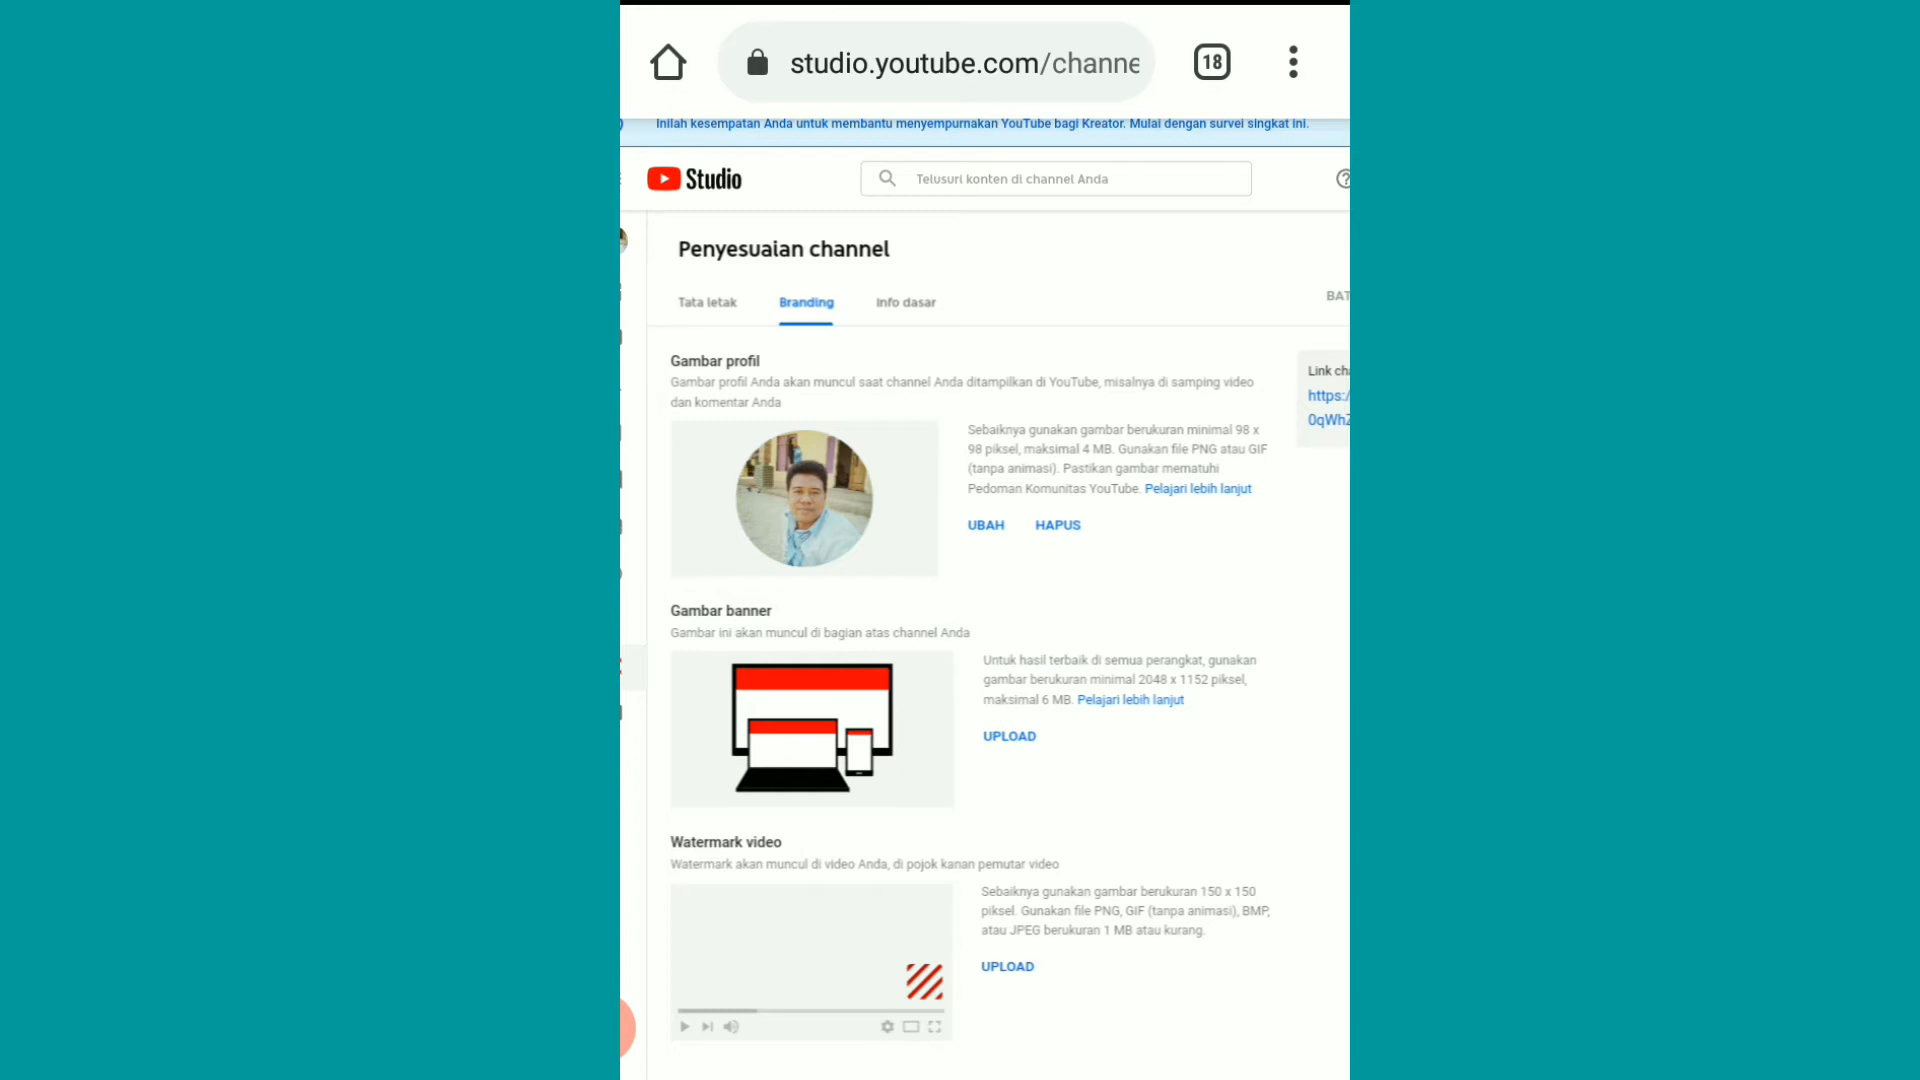 studio.youtube.com/channe
18
Inilah kesempatan Anda untuk membantu menyempurnakan YouTube bagi Kreator. Mulai dengan survei singkat ini.
Studio
Telusuri konten di channel Anda
Penyesuaian channel
Tata letak
Branding
Info dasar
BAT
Gambar profil
Gambar profil Anda akan muncul saat channel Anda ditampilkan di YouTube, misalnya di samping video
dan komentar Anda
Sebaiknya gunakan gambar berukuran minimal 98 x
98 piksel, maksimal 4 MB. Gunakan file PNG atau GIF
(tanpa animasi). Pastikan gambar mematuhi
Pedoman Komunitas YouTube. Pelajari lebih lanjut
UBAH
HAPUS
Link cha
https:/
0qWhZ
Gambar banner
Gambar ini akan muncul di bagian atas channel Anda
Untuk hasil terbaik di semua perangkat, gunakan
gambar berukuran minimal 2048 x 1152 piksel,
maksimal 6 MB. Pelajari lebih lanjut
UPLOAD
Watermark video
Watermark akan muncul di video Anda, di pojok kanan pemutar video
Sebaiknya gunakan gambar berukuran 150 x 150
piksel. Gunakan file PNG, GIF (tanpa animasi), BMP,
atau JPEG berukuran 1 MB atau kurang.
UPLOAD